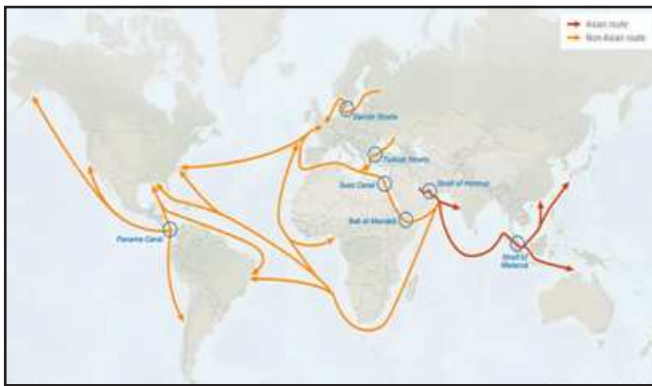 Asian route
Non-Asian route
Danish Straits
Turkish Straits
Suez Canal
Strait of Hormuz
Bab el-Mandeb
Panama Canal
Strait of
Malacca